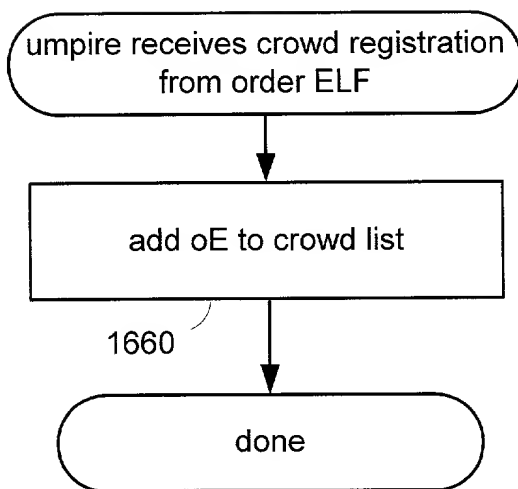 umpire receives crowd registration
from order ELF
add oE to crowd list
1660
done